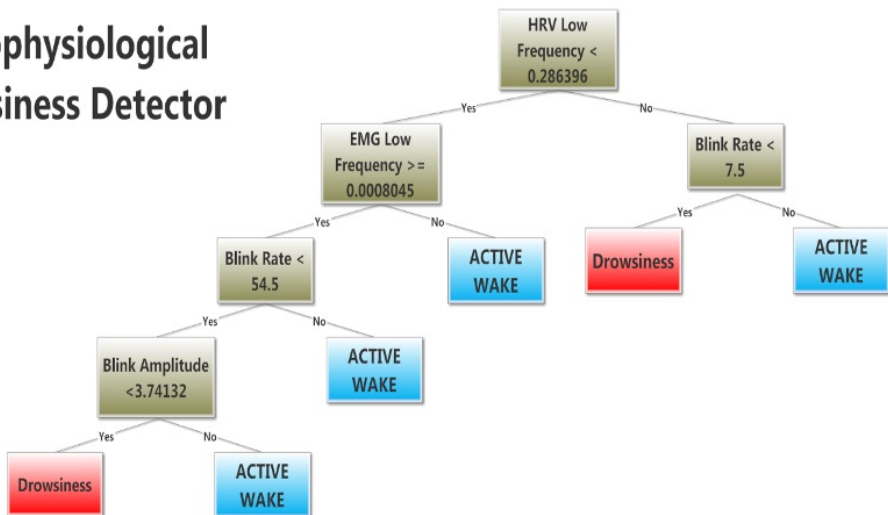 physiological
siness Detector
HRV Low
Frequency <
0.286396
Yes
No
EMG Low
Frequency >=
0.0008045
Blink Rate <
7.5
Yes
No
Yes
No
Blink Rate <
54.5
ACTIVE
WAKE
Drowsiness
ACTIVE
WAKE
Yes
No
Blink Amplitude
<3.74132
ACTIVE
WAKE
Yes
No
Drowsiness
ACTIVE
WAKE